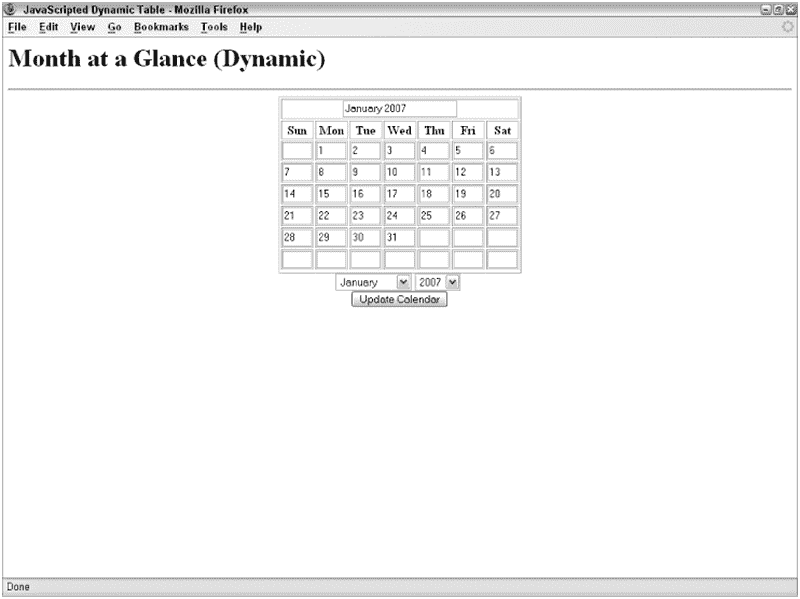 JavaScripted Dynamic Table - Mozilla Firefox
File Edit View Go Bookmarks Tools Help
Month at a Glance (Dynamic)
January 2007
Sun Mon Tue Wed Thu Fri Sat
1 2 3 4 5 6
7 8 9 10 11 12 13
14 15 16 17 18 19 20
21 22 23 24 25 26 27
28 29 30 31
January 2007
Update Calendar
Done